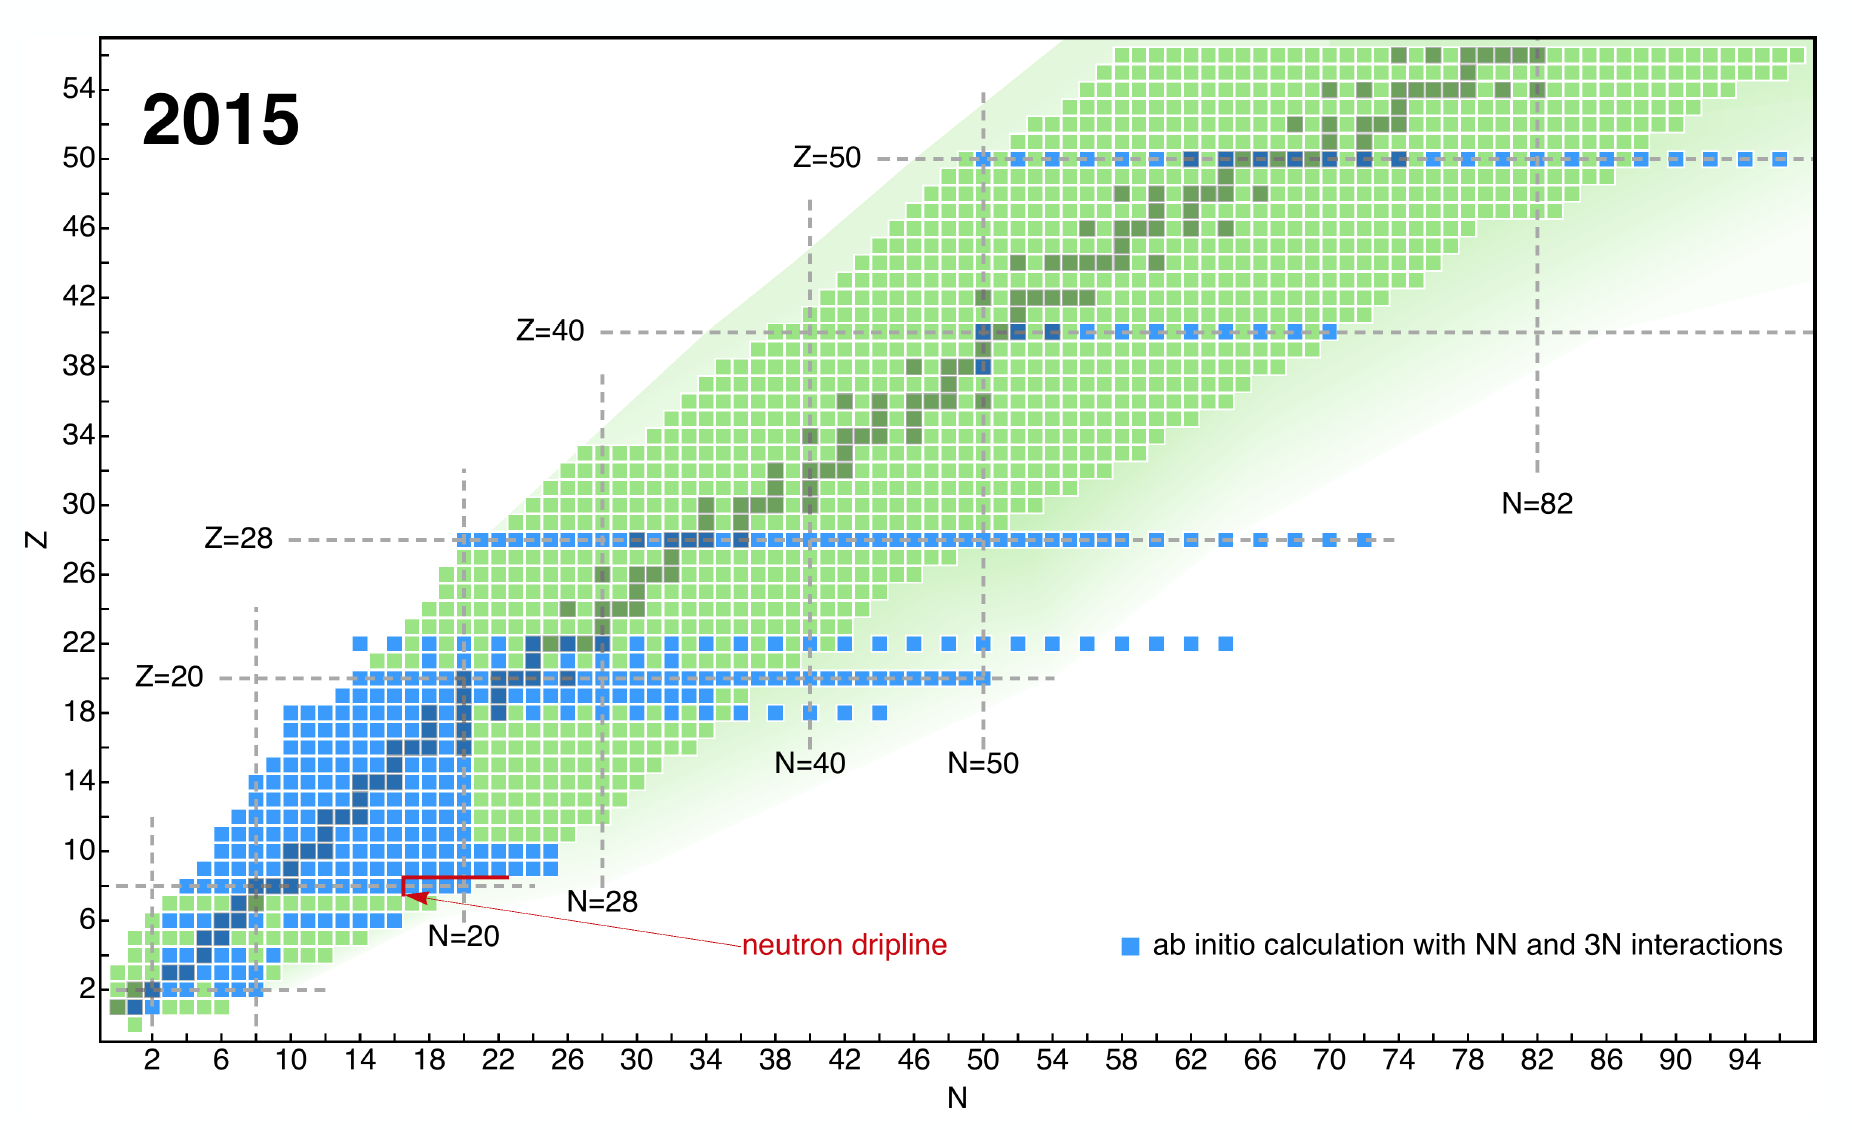 2015
54
50
46
42
38
34
30
26
22
18
14
10
6
2
Z
Z=50
Z=40
Z=28
Z=20
N=82
N=40
N=50
N=28
N=20
neutron dripline
ab initio calculation with NN and 3N interactions
2 6 10 14 18 22 26 30 34 38 42 46 50 54 58 62 66 70 74 78 82 86 90 94
N